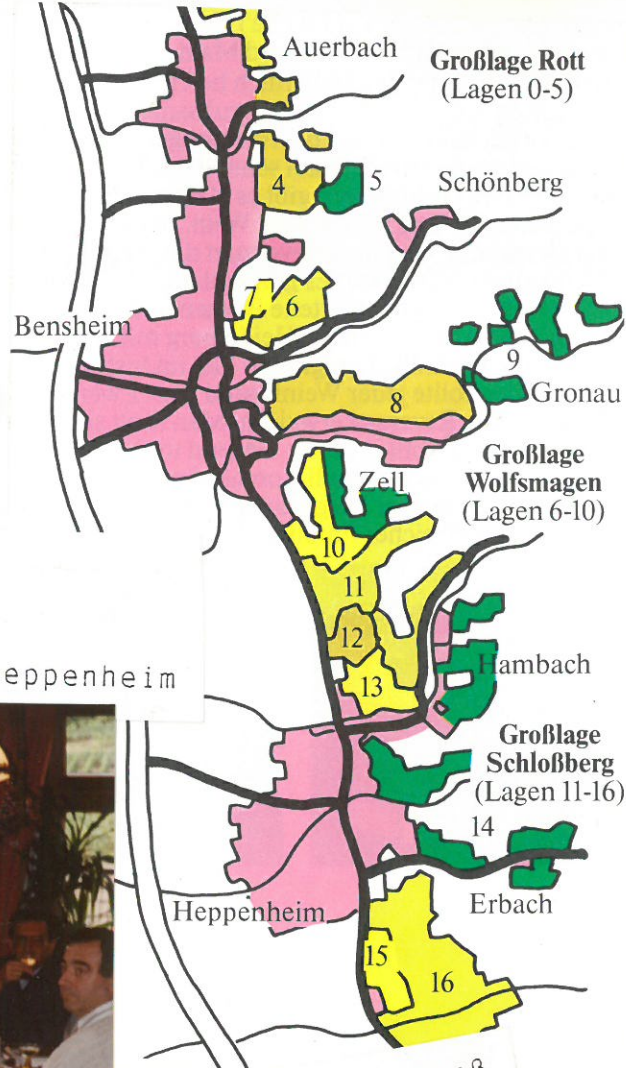 Auerbach
Großlage Rott
(Lagen 0-5)
4
5
Schönberg
7
6
Bensheim
9
8
Gronau
Großlage
Wolfsmagen
(Lagen 6-10)
Zell
10
11
12
eppenheim
13
Hambach
Großlage
Schloßberg
(Lagen 11-16)
14
Heppenheim
Erbach
15
16